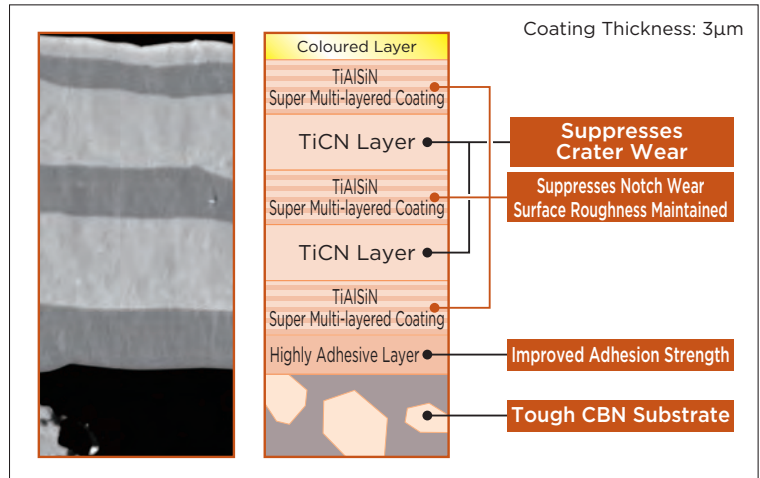 Coating Thickness: 3μm
Coloured Layer
TiAlSiN
Super Multi-layered Coating
TiCN Layer
Suppresses
Crater Wear
TiAlSiN
Super Multi-layered Coating
Suppresses Notch Wear
Surface Roughness Maintained
TiCN Layer
TiAlSiN
Super Multi-layered Coating
Highly Adhesive Layer
Improved Adhesion Strength
Tough CBN Substrate